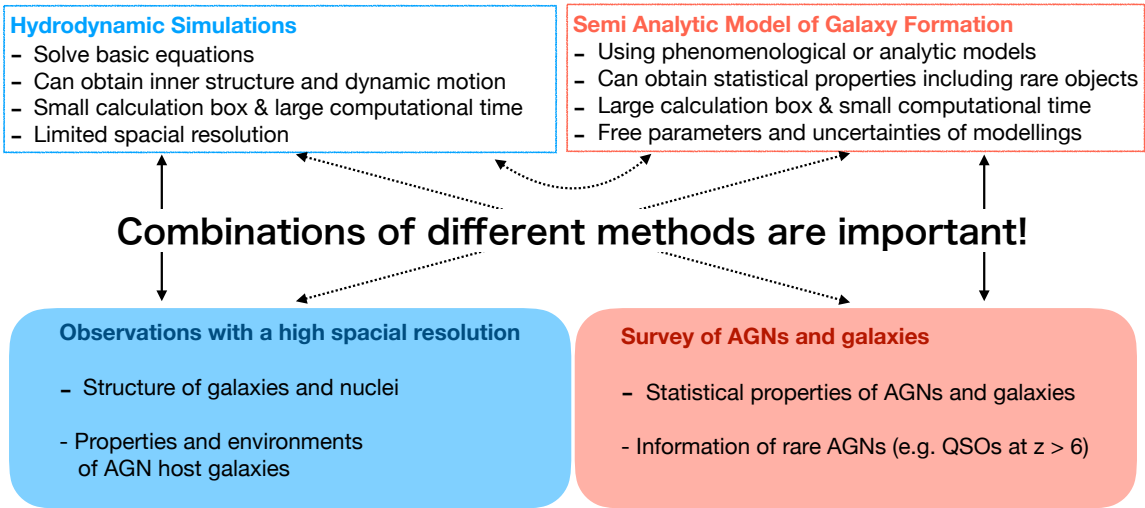 Hydrodynamic Simulations
- Solve basic equations
- Can obtain inner structure and dynamic motion
- Small calculation box & large computational time
- Limited spacial resolution
Semi Analytic Model of Galaxy Formation
- Using phenomenological or analytic models
- Can obtain statistical properties including rare objects
- Large calculation box & small computational time
- Free parameters and uncertainties of modellings
Combinations of different methods are important!
Observations with a high spacial resolution
- Structure of galaxies and nuclei
- Properties and environments
of AGN host galaxies
Survey of AGNs and galaxies
- Statistical properties of AGNs and galaxies
- Information of rare AGNs (e.g. QSOs at z > 6)